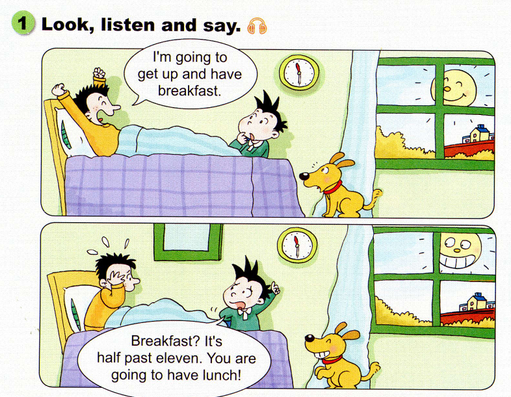 1 Look, listen and say.
I'm going to
get up and have
breakfast.
Breakfast? It's
half past eleven. You are
going to have lunch!